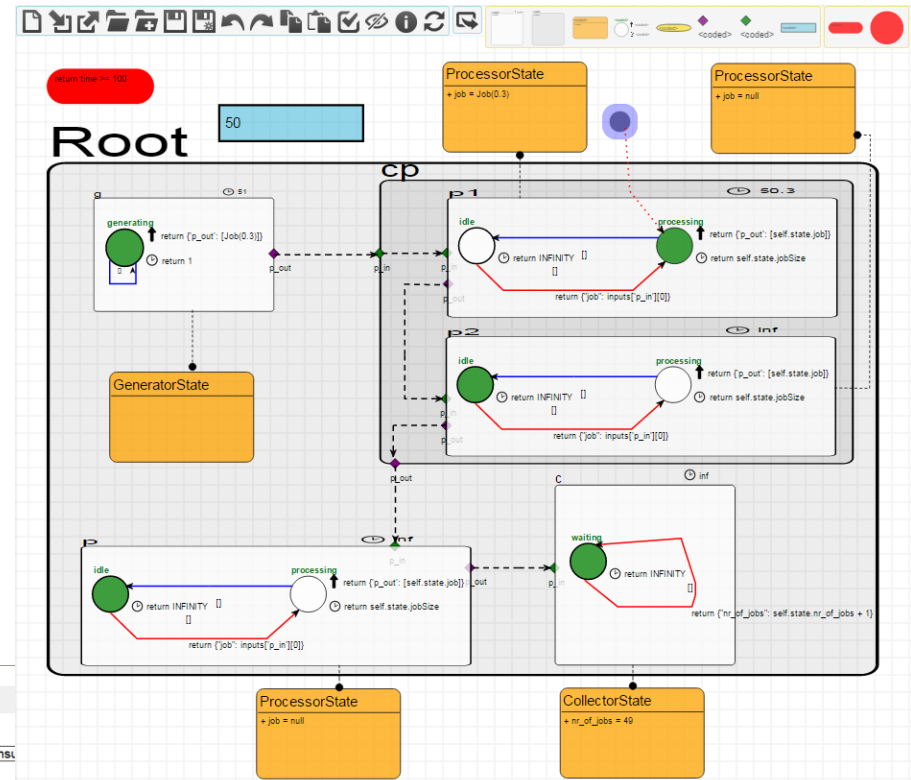 <coded>
<coded>
return time >= 100
50
ProcessorState
+ job = Job(0.3)
ProcessorState
+ job = null
Root
cp
g
51
generating
return {'p_out': [Job(0.3)]}
return 1
[]
p_out
p_in
p1
50.3
idle
processing
return {'p_out': [self.state.job]}
return INFINITY
[]
return self.state.jobSize
[]
return {"job": inputs['p_in'][0]}
p_in
p_out
p2
inf
idle
processing
return {'p_out': [self.state.job]}
return INFINITY
[]
return self.state.jobSize
[]
return {"job": inputs['p_in'][0]}
p_in
p_out
p_out
GeneratorState
p
inf
p_in
idle
processing
return {'p_out': [self.state.job]}
p_out
return INFINITY
[]
return self.state.jobSize
[]
return {"job": inputs['p_in'][0]}
c
inf
waiting
p_in
return INFINITY
[]
return {"nr_of_jobs": self.state.nr_of_jobs + 1}
ProcessorState
+ job = null
CollectorState
+ nr_of_jobs = 49